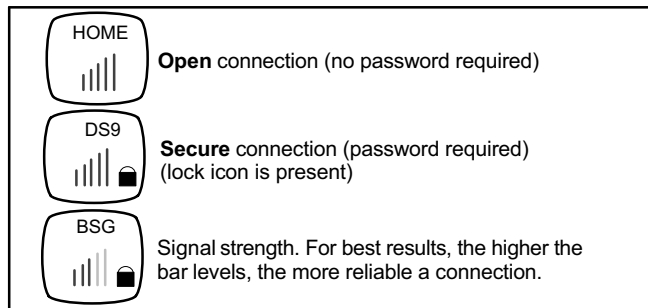 HOME
Open connection (no password required)
DS9
Secure connection (password required)
(lock icon is present)
BSG
Signal strength. For best results, the higher the
bar levels, the more reliable a connection.